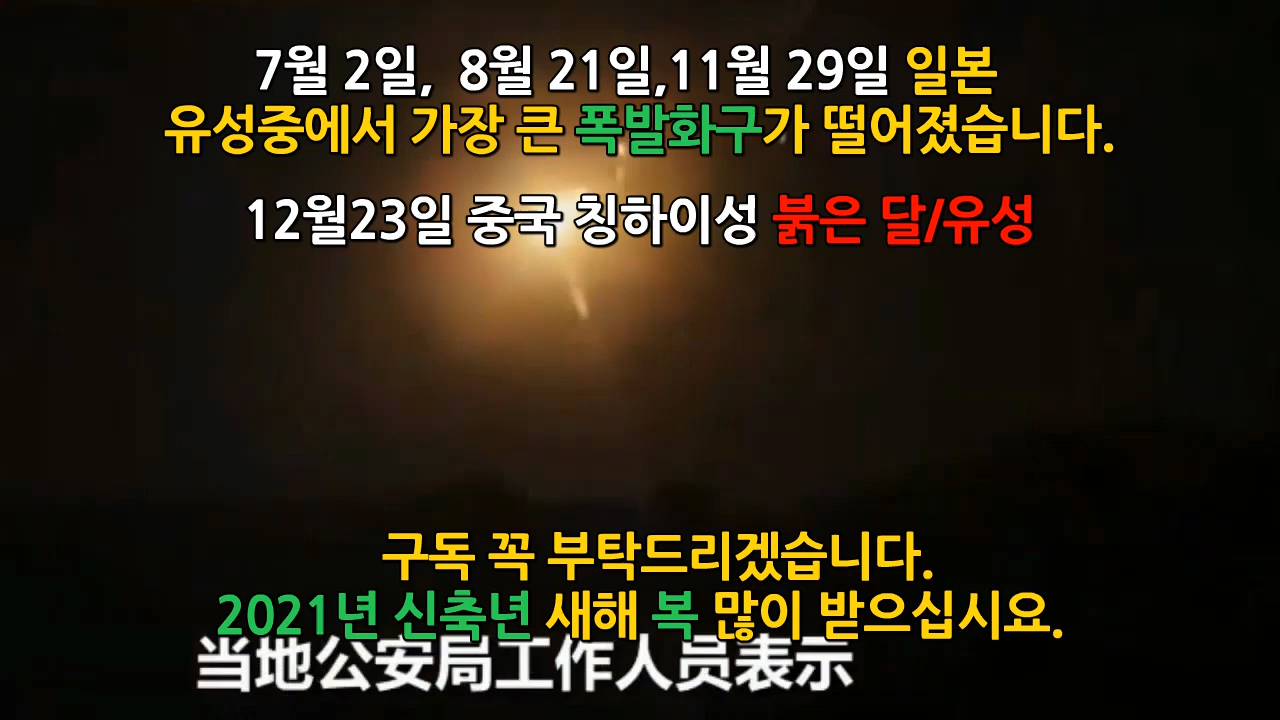 7월 2일, 8월 21일,11월 29일 일본
유성중에서 가장 큰 폭발화구가 떨어졌습니다.
12월23일 중국 칭하이성 붉은 달/유성
구독 꼭 부탁드리겠습니다.
2021년 신축년 새해 복 많이 받으십시요.
当地公安局工作人员表示